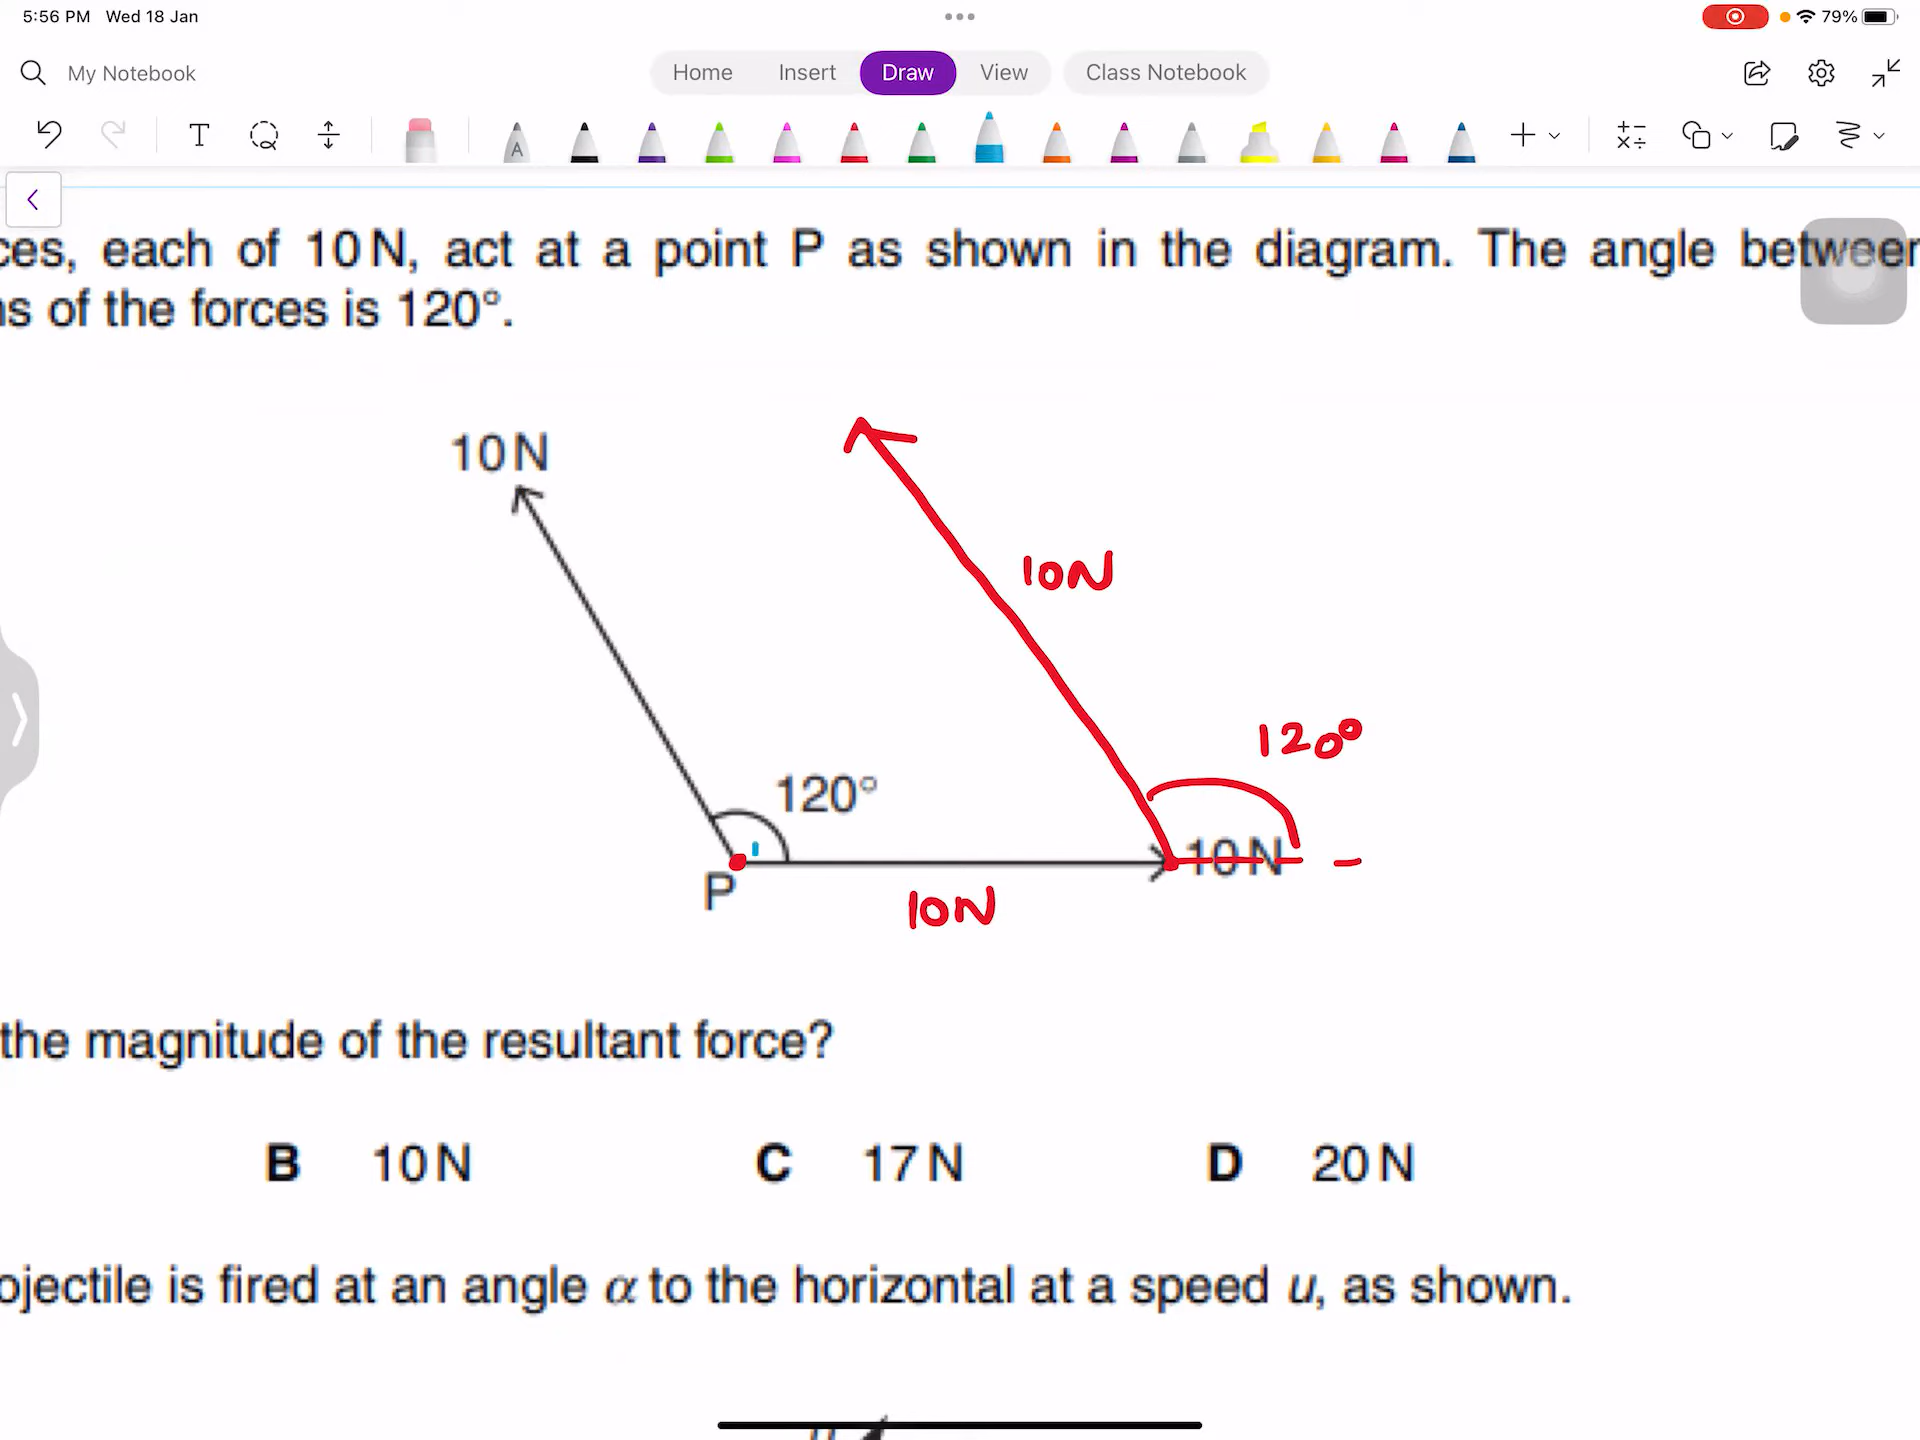 5:56 PM Wed 18 Jan
79%
My Notebook
Home Insert Draw View Class Notebook
T
A
each of 10 N, act at a point P as shown in the diagram. The angle between
of the forces is 120°.
10 N
10N
120°
120°
10 N
P
10N
the magnitude of the resultant force?
B 10 N C 17 N D 20 N
is fired at an angle α to the horizontal at a speed u, as shown.